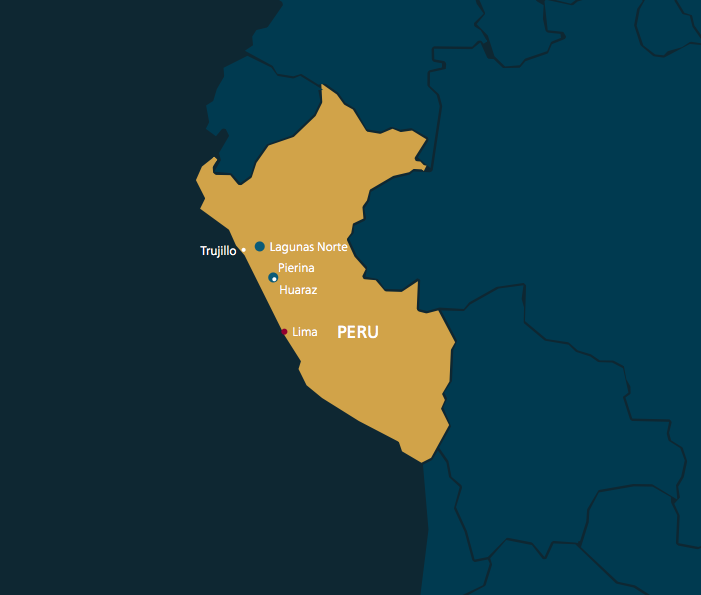 Trujillo
Lagunas Norte
Pierina
Huaraz
Lima
PERU